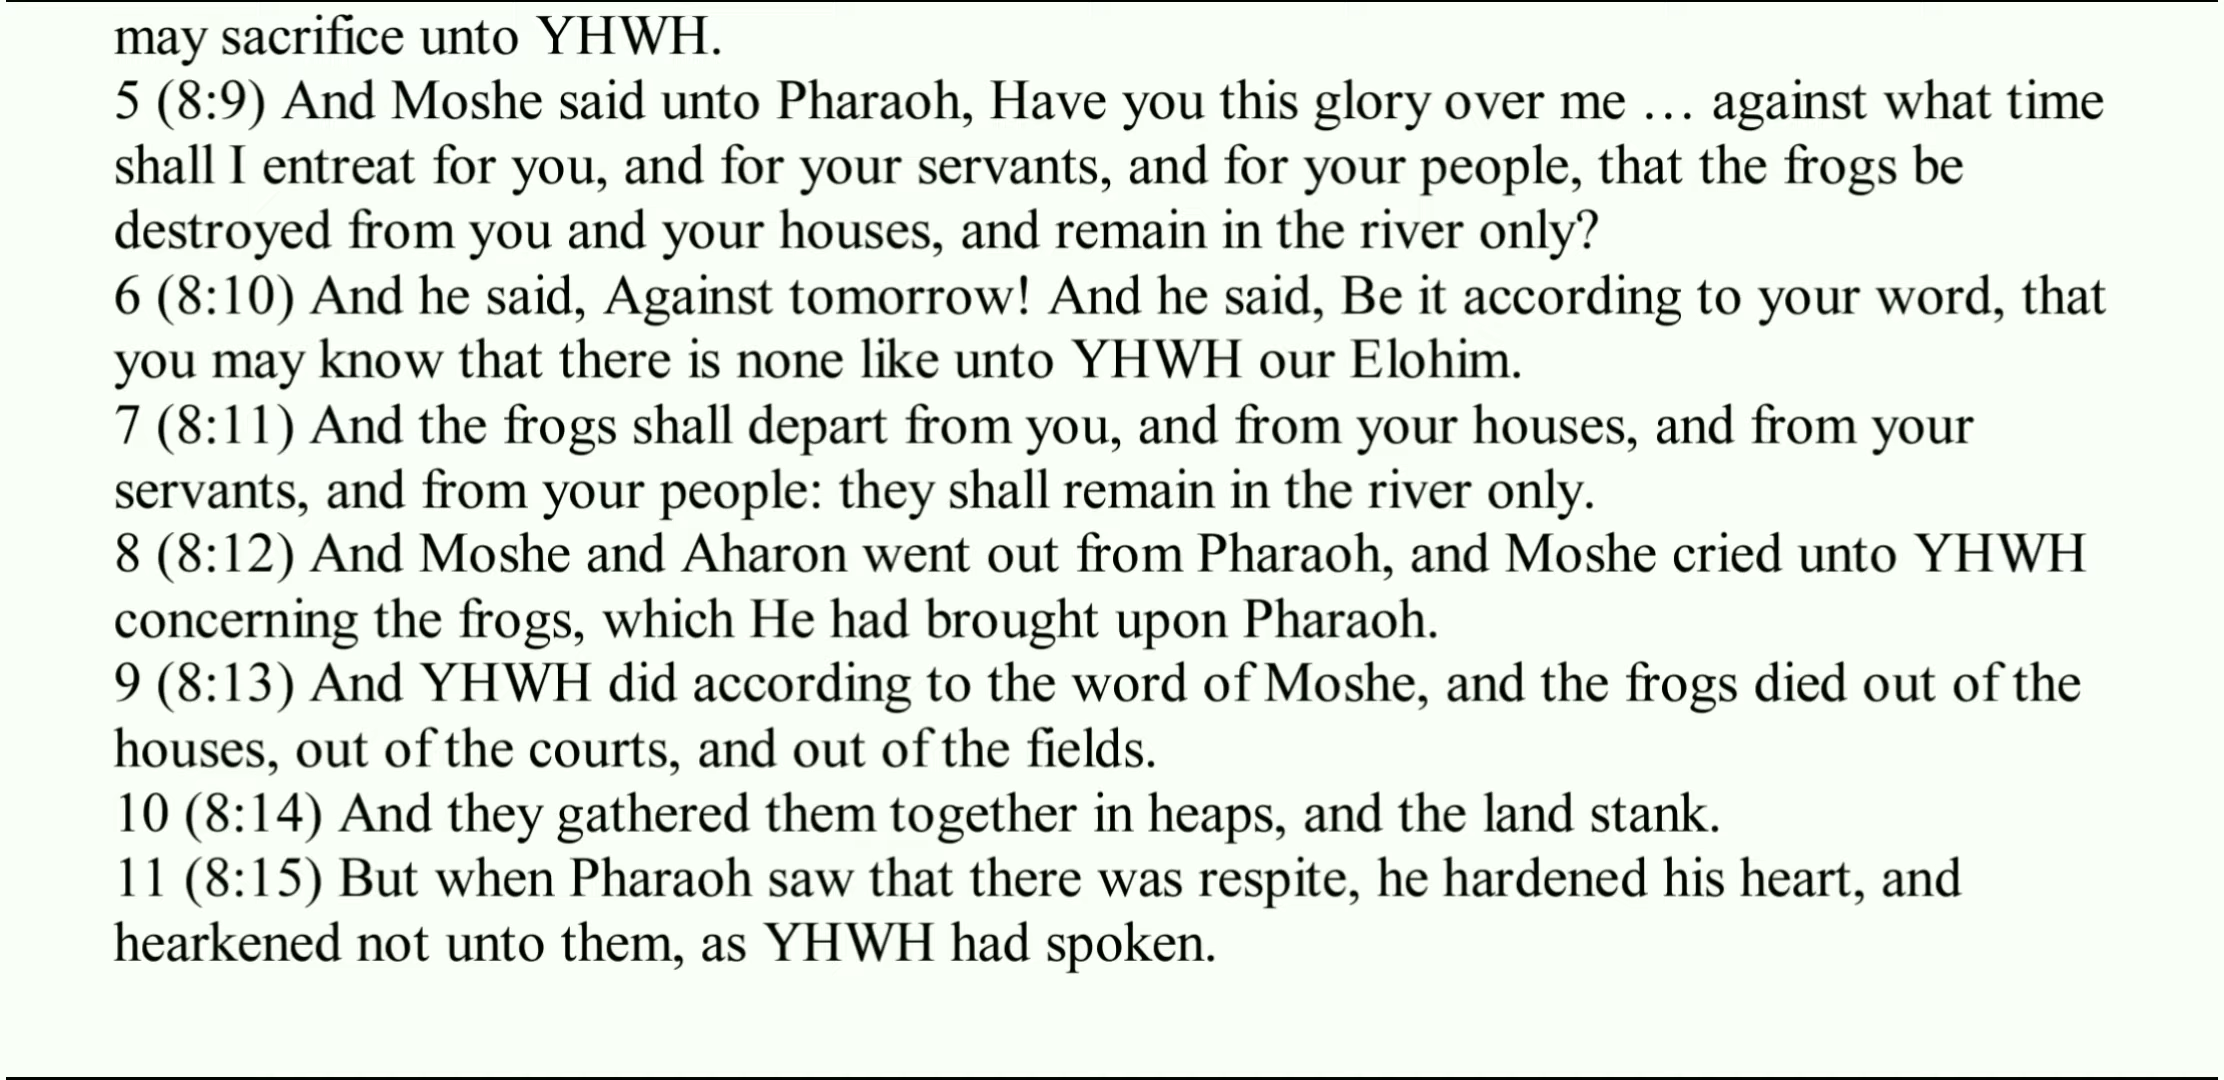 may sacrifice unto YHWH.
5 (8:9) And Moshe said unto Pharaoh, Have you this glory over me … against what time
shall I entreat for you, and for your servants, and for your people, that the frogs be
destroyed from you and your houses, and remain in the river only?
6 (8:10) And he said, Against tomorrow! And he said, Be it according to your word, that
you may know that there is none like unto YHWH our Elohim.
7 (8:11) And the frogs shall depart from you, and from your houses, and from your
servants, and from your people: they shall remain in the river only.
8 (8:12) And Moshe and Aharon went out from Pharaoh, and Moshe cried unto YHWH
concerning the frogs, which He had brought upon Pharaoh.
9 (8:13) And YHWH did according to the word of Moshe, and the frogs died out of the
houses, out of the courts, and out of the fields.
10 (8:14) And they gathered them together in heaps, and the land stank.
11 (8:15) But when Pharaoh saw that there was respite, he hardened his heart, and
hearkened not unto them, as YHWH had spoken.